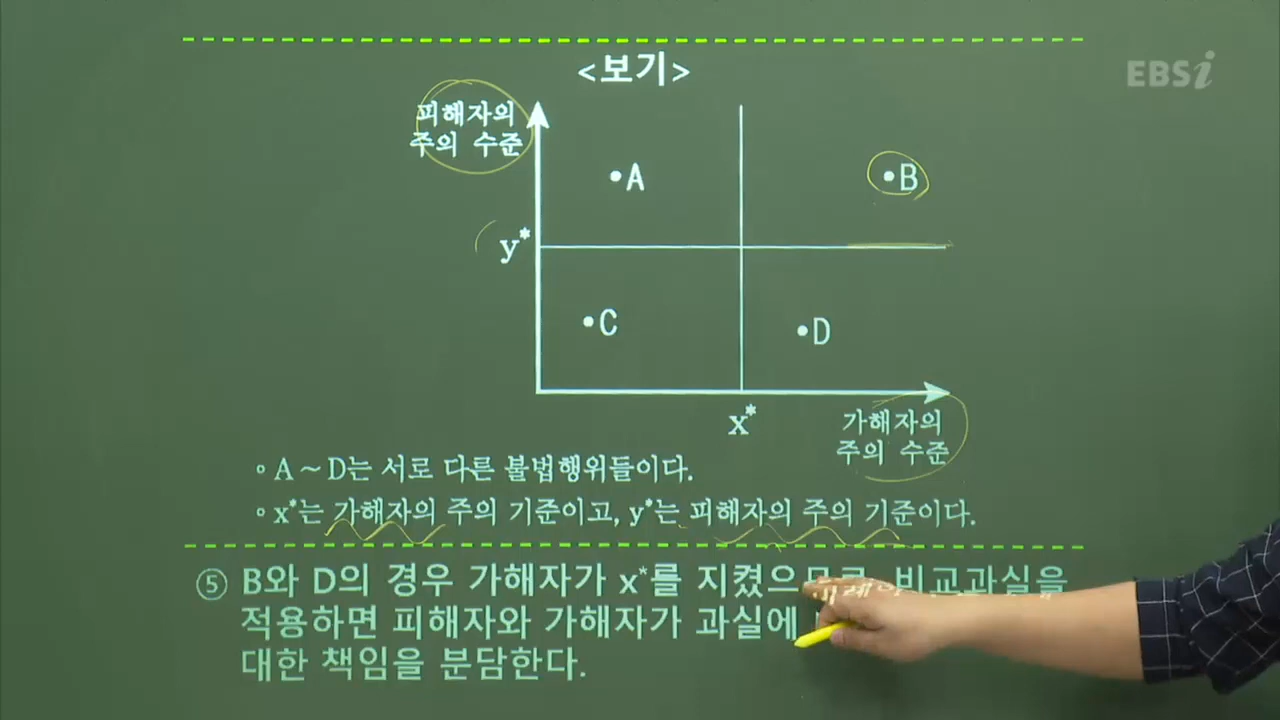 <보기>
EBSi
피해자의
주의 수준
A
B
y*
C
D
x*
가해자의
주의 수준
◦ A ~ D는 서로 다른 불법행위들이다.
◦ x*는 가해자의 주의 기준이고, y*는 피해자의 주의 기준이다.
⑤ B와 D의 경우 가해자가 x*를 지켰으므로 비교과실을
적용하면 피해자와 가해자가 과실에
대한 책임을 분담한다.